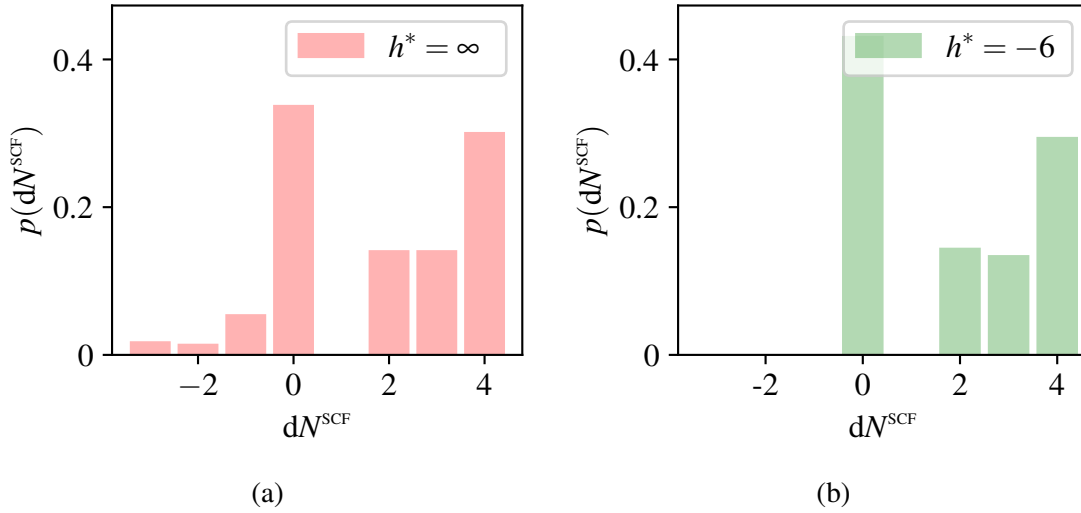 h* = ∞
0.4
0.2
0
p(dN^SCF)
−2
0
2
4
dN^SCF
(a)
h* = −6
0.4
0.2
0
p(dN^SCF)
-2
0
2
4
dN^SCF
(b)